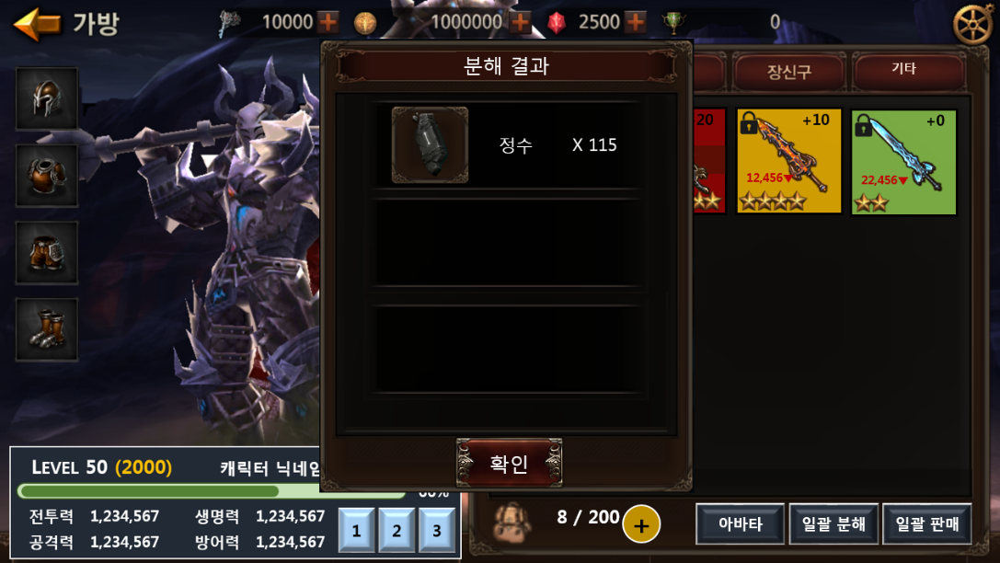 가방
10000
1000000
2500
0
분해 결과
장신구
기타
정수 X 115
20
+10
+0
12,456▼
22,456▼
LEVEL 50 (2000)
캐릭터 닉네임
전투력 1,234,567 생명력 1,234,567
공격력 1,234,567 방어력 1,234,567
1 2 3
확인
8 / 200 +
아바타
일괄 분해
일괄 판매